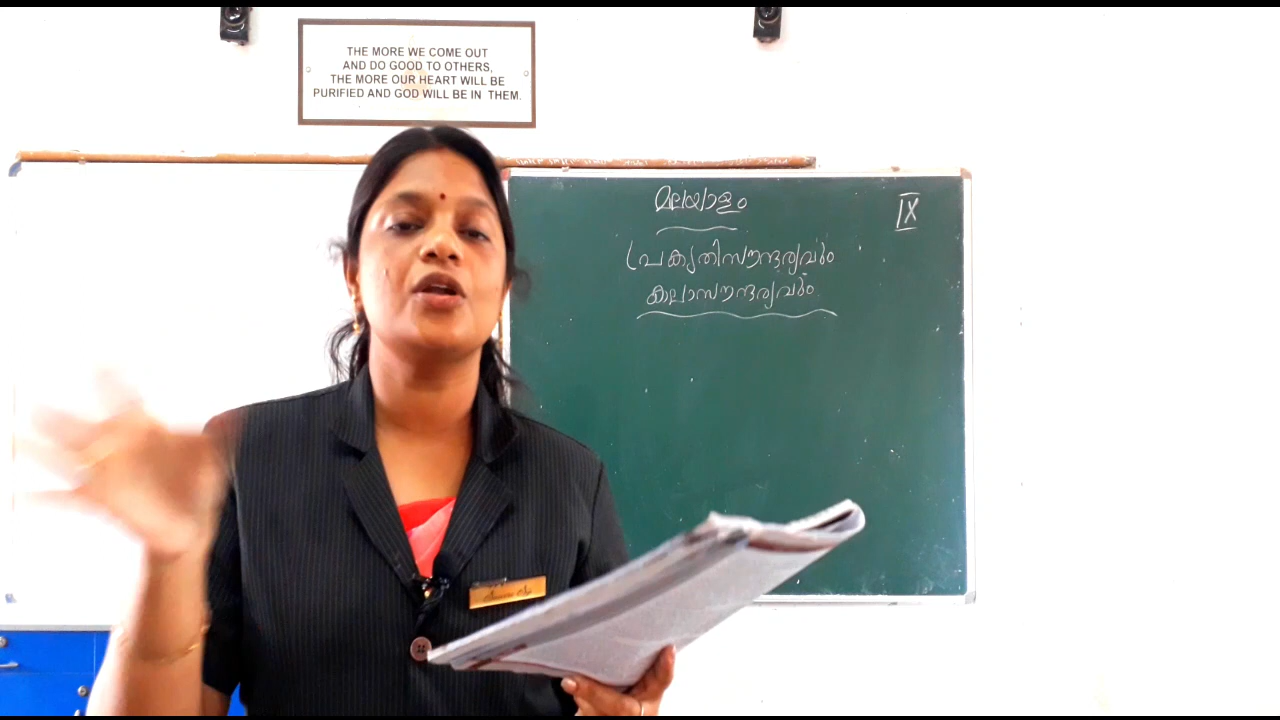 THE MORE WE COME OUT
AND DO GOOD TO OTHERS,
THE MORE OUR HEART WILL BE
PURIFIED AND GOD WILL BE IN THEM.
മലയാളം
IX
പ്രകൃതിസൗന്ദര്യവും
കലാസൗന്ദര്യവും